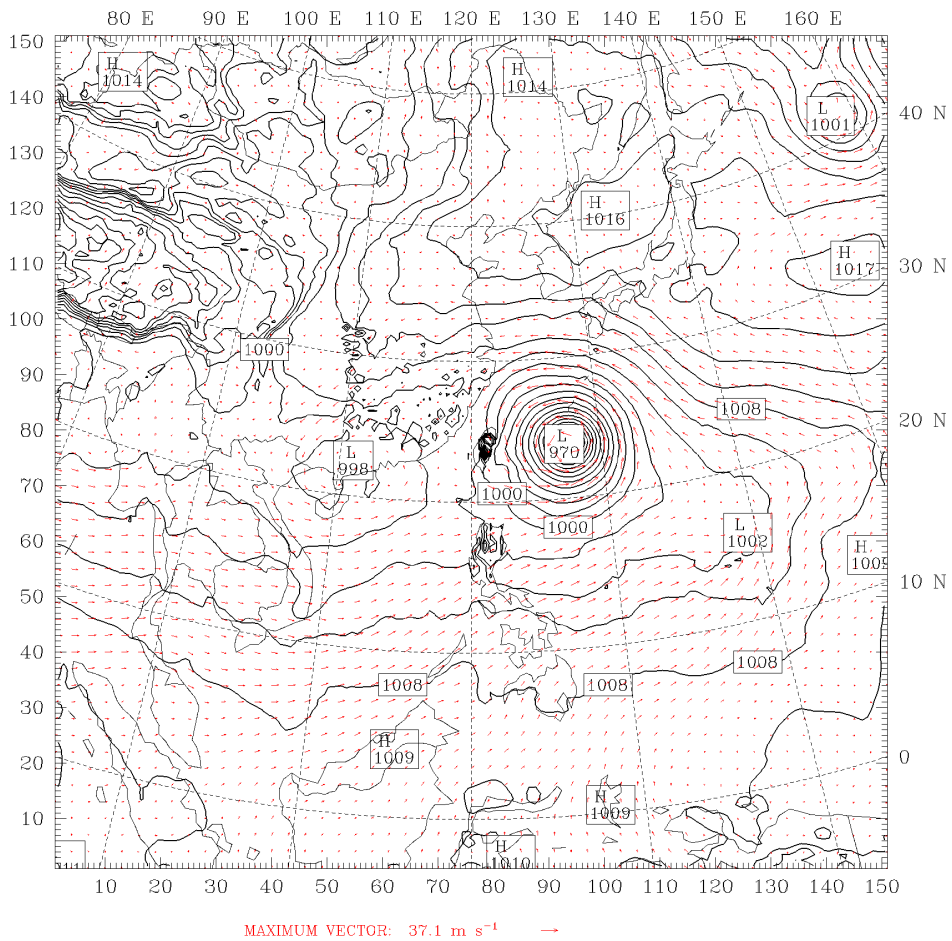 80 E 90 E 100 E 110 E 120 E 130 E 140 E 150 E 160 E
150
140
130
120
110
100
90
80
70
60
50
40
30
20
10
40 N
30 N
20 N
10 N
0
H
1014
H
1014
L
1001
H
1016
H
1017
1000
1008
L
970
L
998
1000
1000
L
1002
H
1008
1008
1008
H
1009
H
1009
H
1010
10 20 30 40 50 60 70 80 90 100 110 120 130 140 150
MAXIMUM VECTOR: 37.1 m s⁻¹